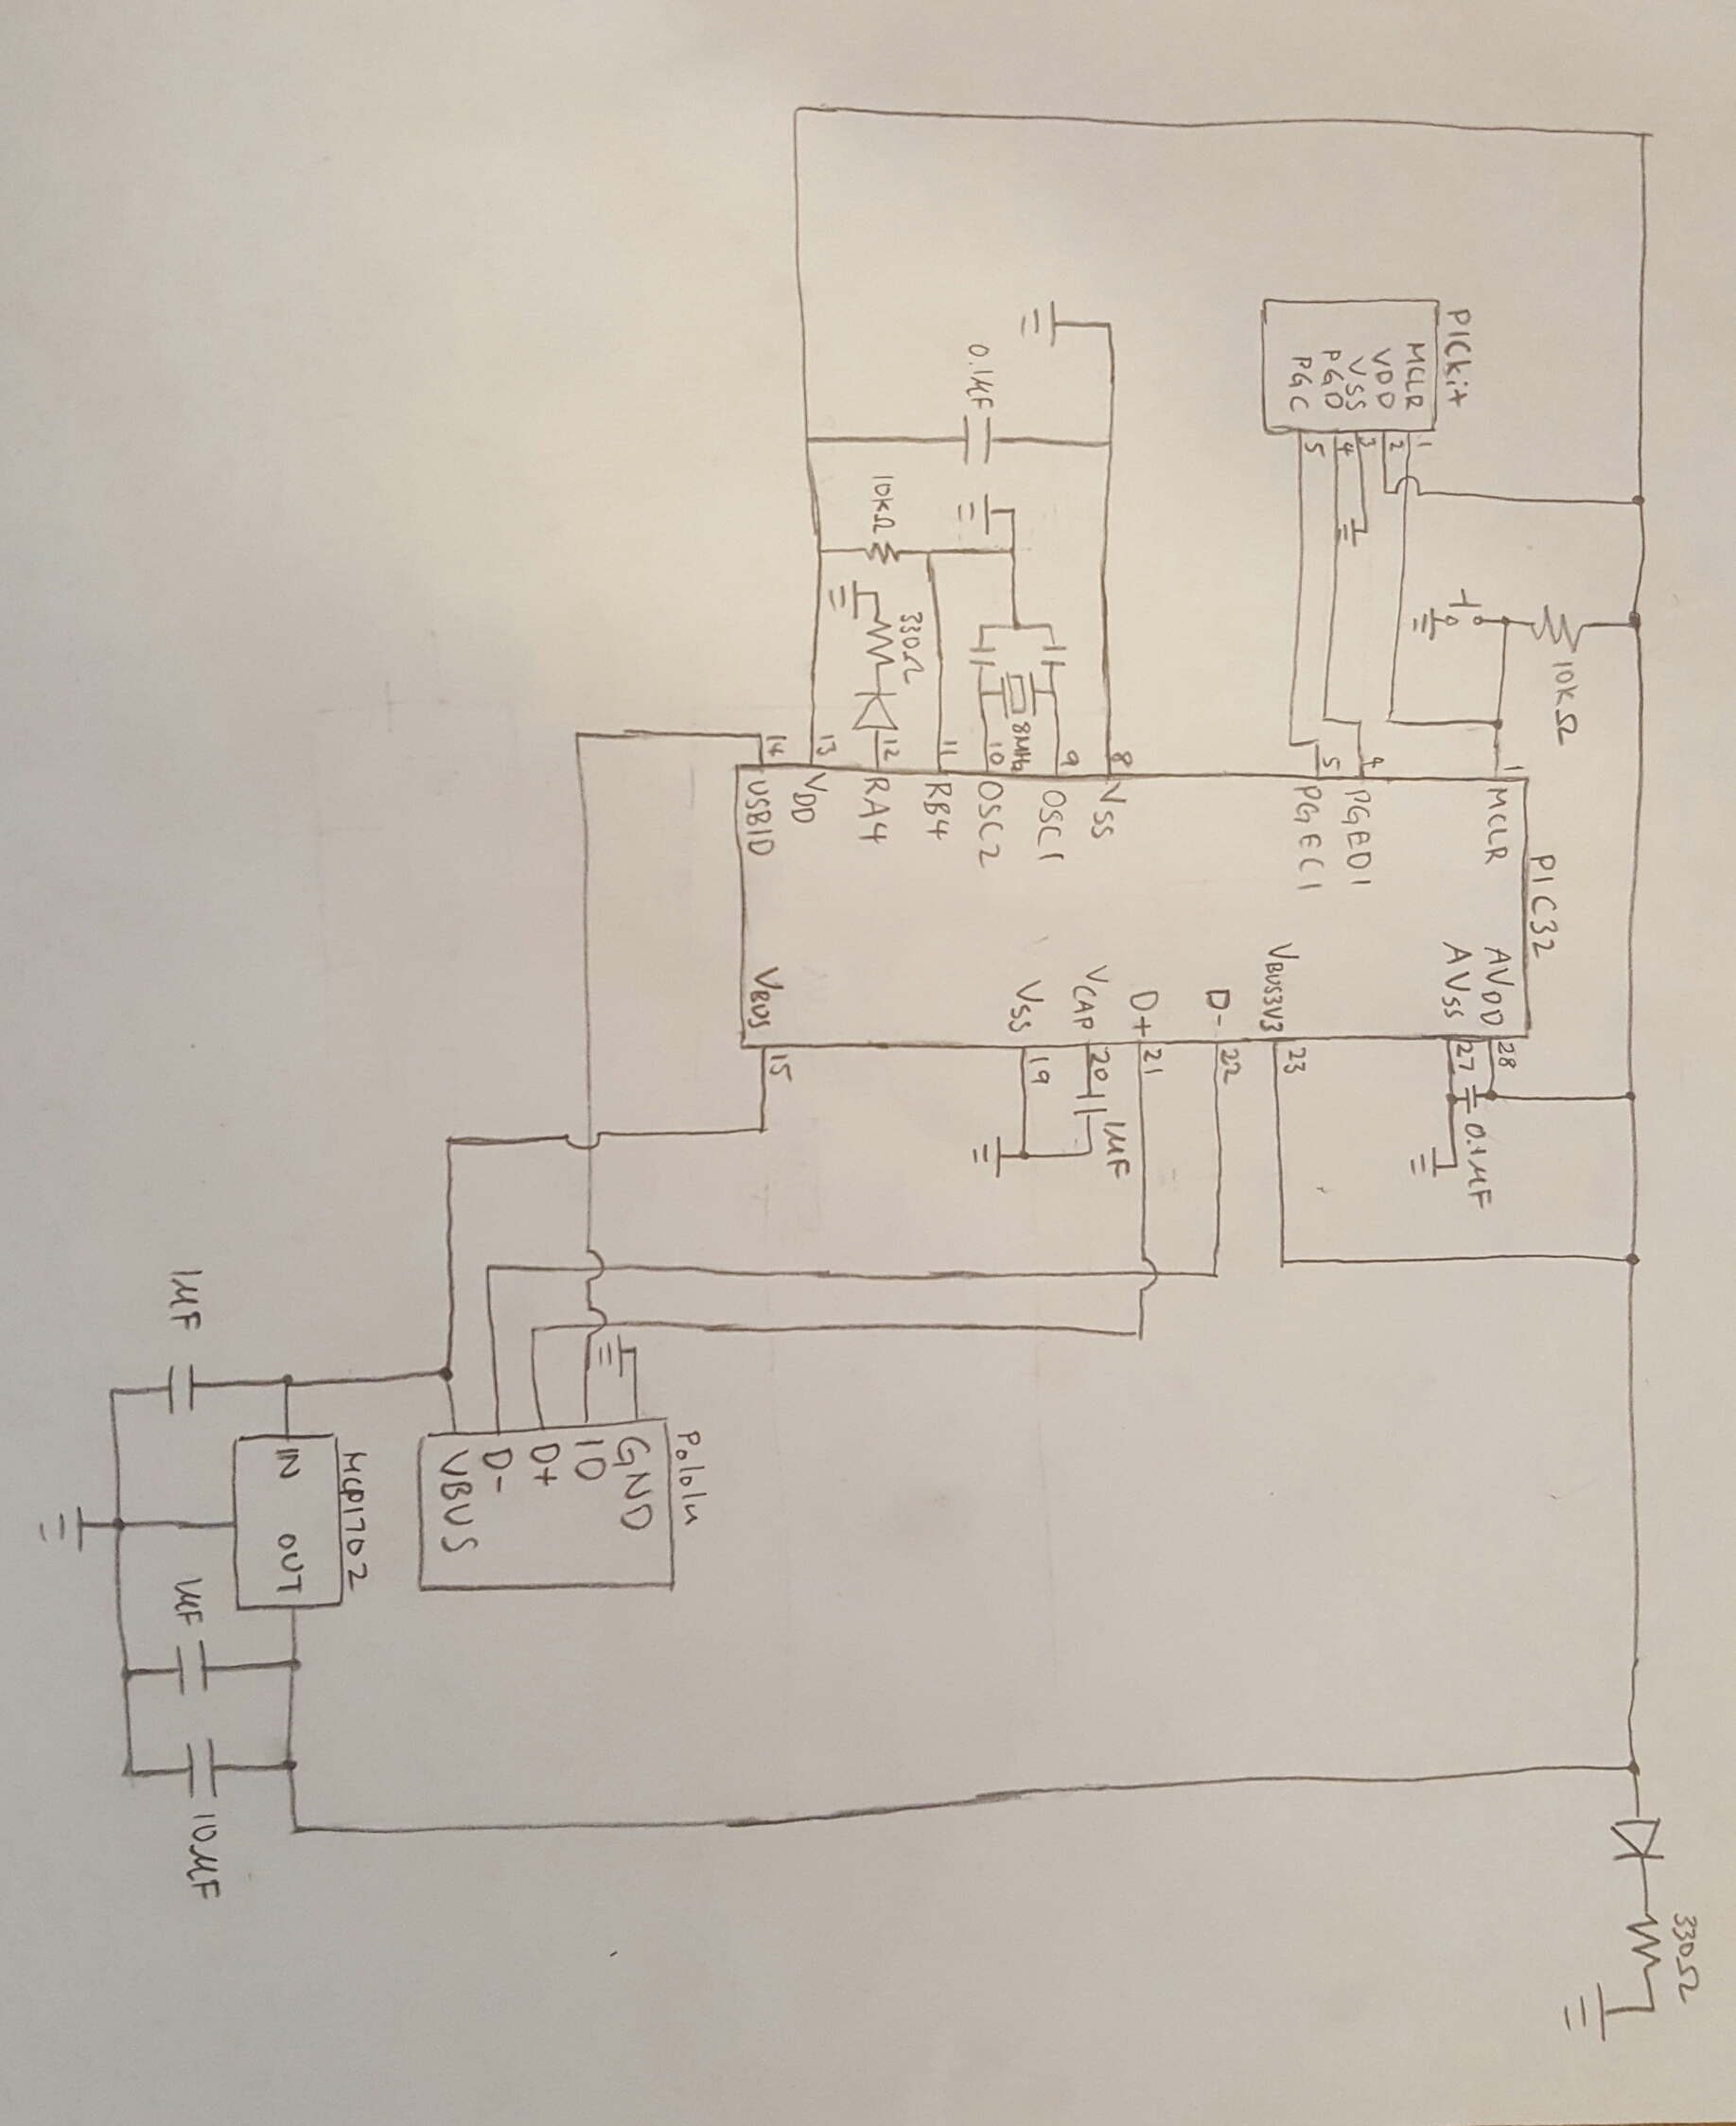 PICkit
MCLR
VDD
VSS
PGD
PGC
1
2
3
4
5
10KΩ
0.1µF
10KΩ
330Ω
8MHz
PIC32
1
4
5
8
9
10
11
12
13
14
MCLR
PGED1
PGEC1
VSS
OSC1
OSC2
RB4
RA4
VDD
USBID
AVDD
AVSS
VBUS3V3
D-
D+
VCAP
VSS
VBUS
28
27
23
22
21
20
19
15
0.1µF
1µF
Pololu
GND
ID
D+
D-
VBUS
MCP1702
IN
OUT
1µF
1µF
10µF
330Ω